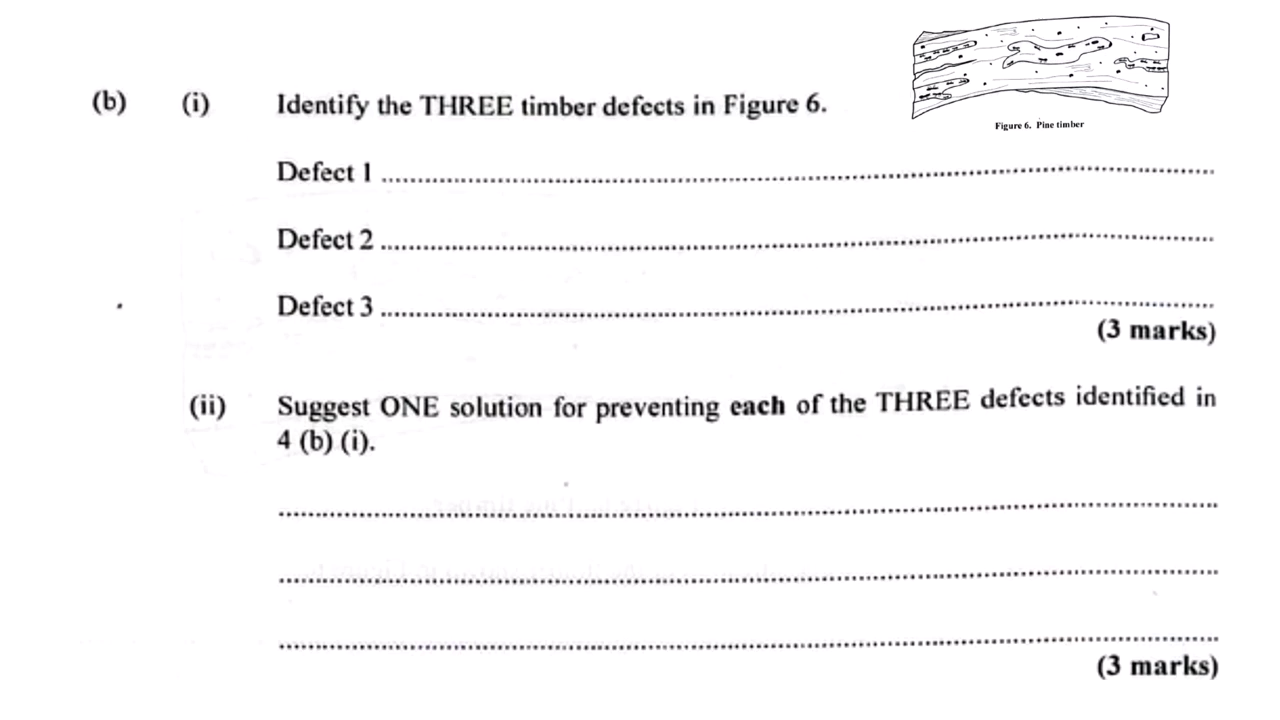 Figure 6. Pine timber
(b) (i) Identify the THREE timber defects in Figure 6.
Defect 1
Defect 2
Defect 3
(3 marks)
(ii) Suggest ONE solution for preventing each of the THREE defects identified in
4 (b) (i).
(3 marks)